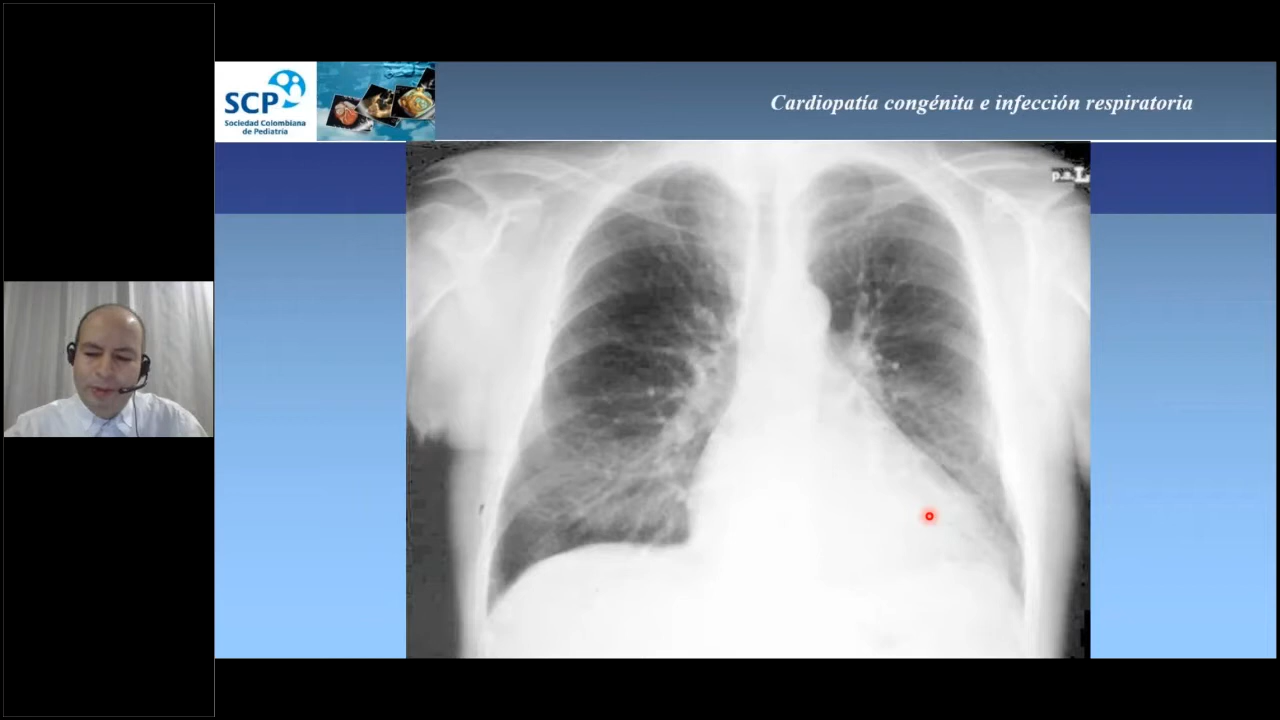 SCP
Sociedad Colombiana
de Pediatría
Cardiopatía congénita e infección respiratoria
p.a.L